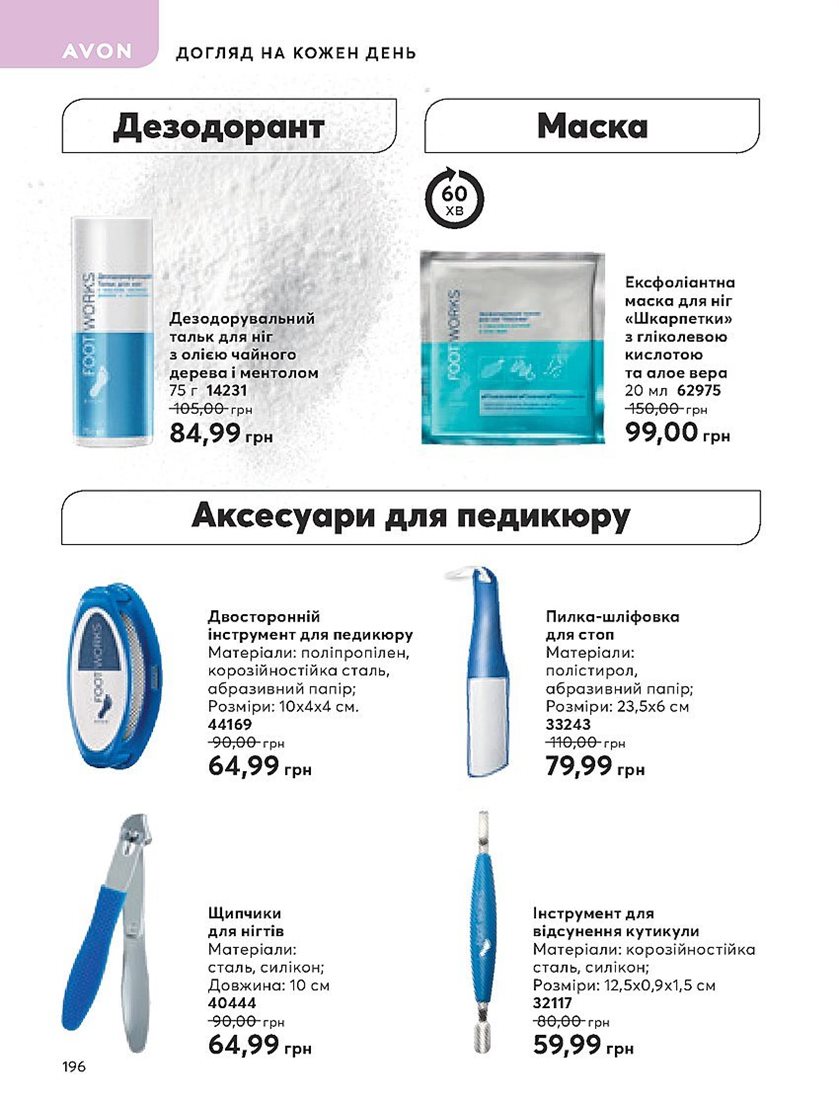 AVON
ДОГЛЯД НА КОЖЕН ДЕНЬ
Дезодорант
Маска
60
ХВ
FOOT WORKS
Дезодорувальний
тальк для ніг
з олією чайного
дерева і ментолом
75 г 14231
105,00 грн
84,99 грн
FOOT WORKS
Ексфоліантна
маска для ніг
«Шкарпетки»
з гліколевою
кислотою
та алое вера
20 мл 62975
150,00 грн
99,00 грн
Аксесуари для педикюру
FOOT WORKS
Двосторонній
інструмент для педикюру
Матеріали: поліпропілен,
корозійностійка сталь,
абразивний папір;
Розміри: 10х4х4 см.
44169
90,00 грн
64,99 грн
Пилка-шліфовка
для стоп
Матеріали:
полістирол,
абразивний папір;
Розміри: 23,5х6 см
33243
110,00 грн
79,99 грн
Щипчики
для нігтів
Матеріали:
сталь, силікон;
Довжина: 10 см
40444
90,00 грн
64,99 грн
Інструмент для
відсунення кутикули
Матеріали: корозійностійка
сталь, силікон;
Розміри: 12,5х0,9х1,5 см
32117
80,00 грн
59,99 грн
196